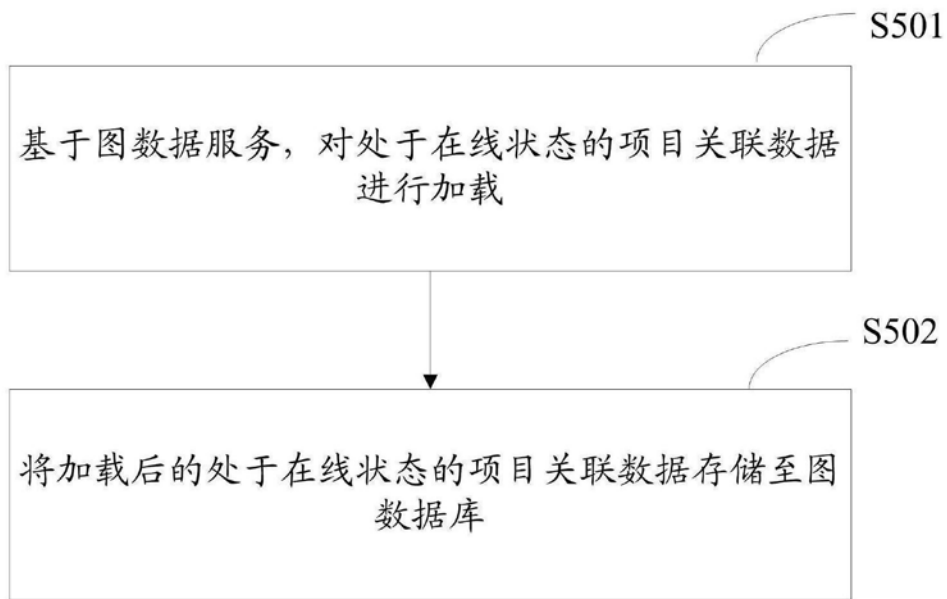 S501
基于图数据服务，对处于在线状态的项目关联数据
进行加载
S502
将加载后的处于在线状态的项目关联数据存储至图
数据库